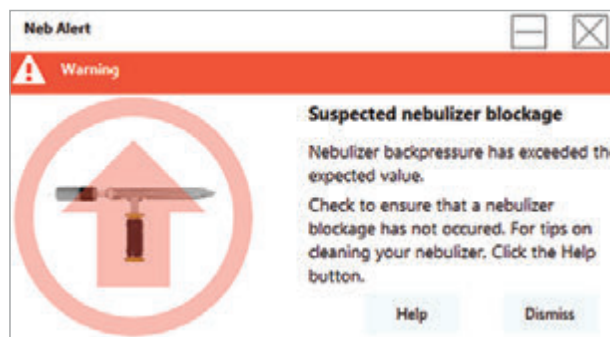 Neb Alert
Warning
Suspected nebulizer blockage
Nebulizer backpressure has exceeded the
expected value.
Check to ensure that a nebulizer
blockage has not occured. For tips on
cleaning your nebulizer. Click the Help
button.
Help Dismiss